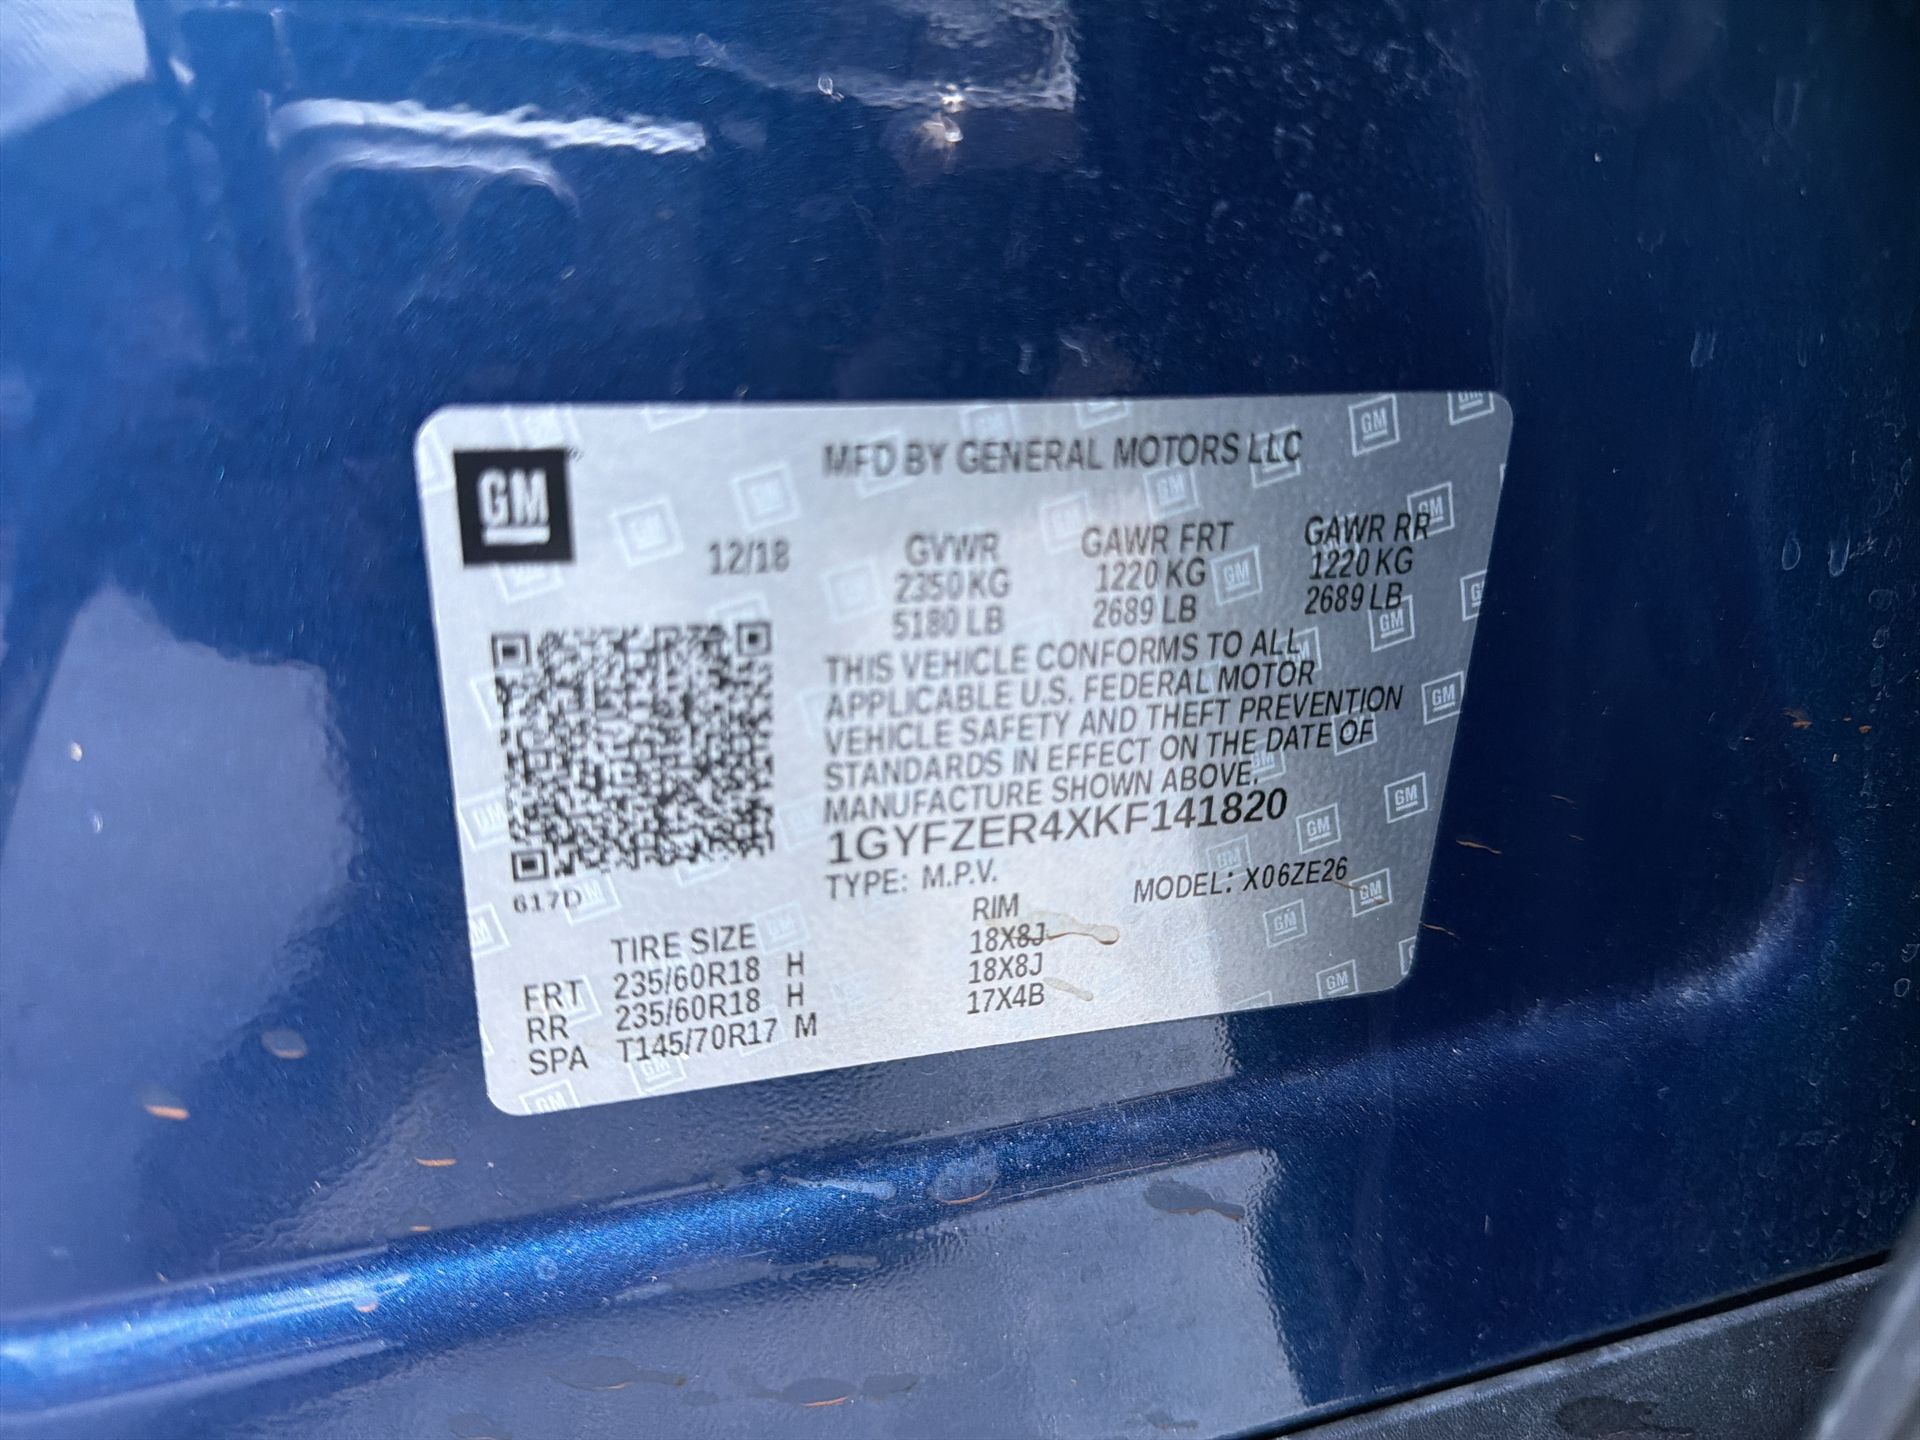 GM
MFD BY GENERAL MOTORS LLC
12/18
GVWR GAWR FRT GAWR RR
2350 KG 1220 KG 1220 KG
5180 LB 2689 LB 2689 LB
THIS VEHICLE CONFORMS TO ALL
APPLICABLE U.S. FEDERAL MOTOR
VEHICLE SAFETY AND THEFT PREVENTION
STANDARDS IN EFFECT ON THE DATE OF
MANUFACTURE SHOWN ABOVE.
1GYFZER4XKF141820
TYPE: M.P.V. MODEL: X06ZE26
617D
TIRE SIZE RIM
FRT 235/60R18 H 18X8J
RR 235/60R18 H 18X8J
SPA T145/70R17 M 17X4B